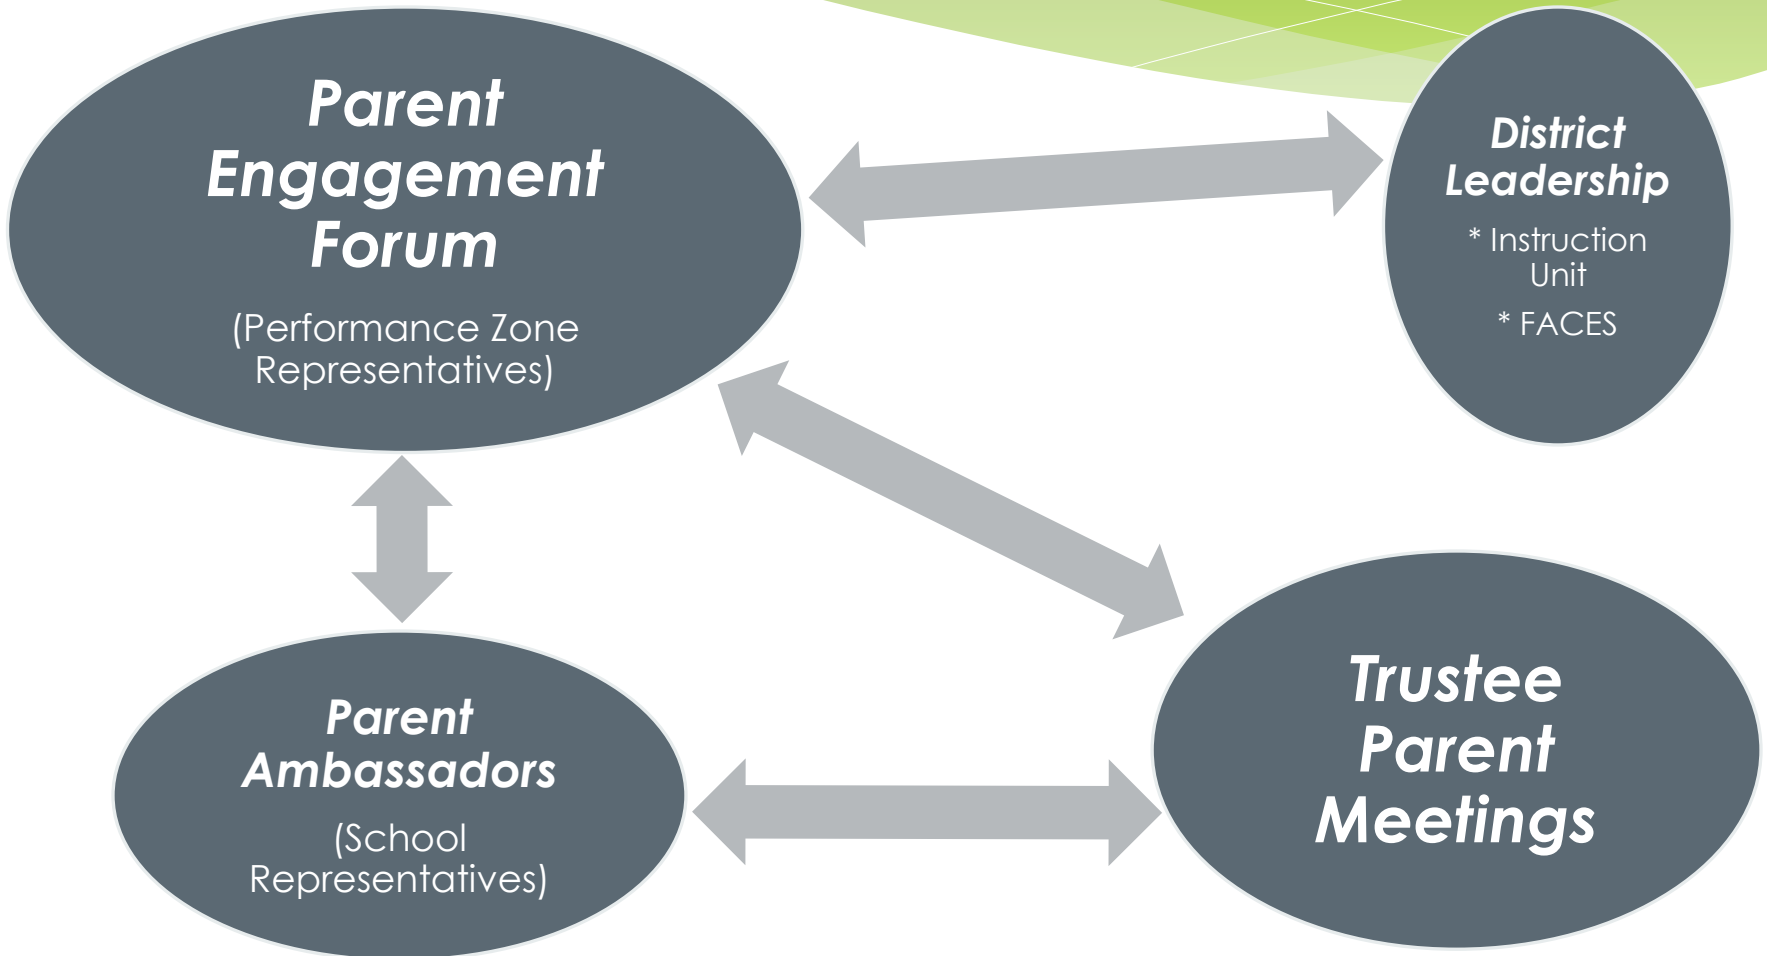 Parent
Engagement
Forum
(Performance Zone
Representatives)
District
Leadership
* Instruction
Unit
* FACES
Parent
Ambassadors
(School
Representatives)
Trustee
Parent
Meetings